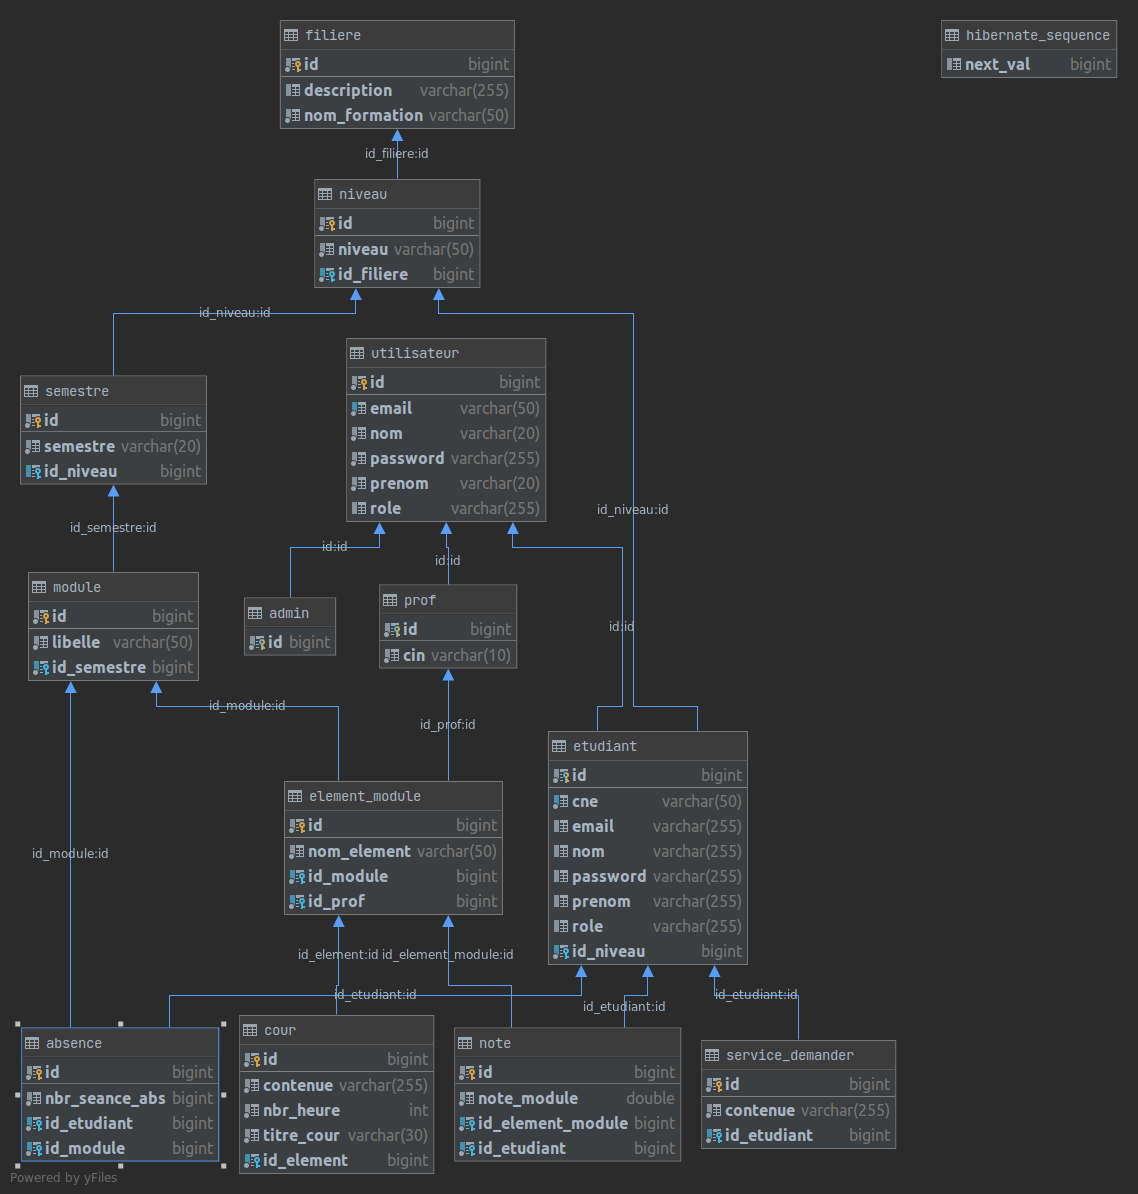 filiere
id bigint
description varchar(255)
nom_formation varchar(50)
hibernate_sequence
next_val bigint
id_filiere:id
niveau
id bigint
niveau varchar(50)
id_filiere bigint
id_niveau:id
utilisateur
id bigint
email varchar(50)
nom varchar(20)
password varchar(255)
prenom varchar(20)
role varchar(255)
semestre
id bigint
semestre varchar(20)
id_niveau bigint
id_niveau:id
id_semestre:id
id:id
id:id
id:id
module
id bigint
libelle varchar(50)
id_semestre bigint
admin
id bigint
prof
id bigint
cin varchar(10)
id_module:id
id_prof:id
etudiant
id bigint
cne varchar(50)
email varchar(255)
nom varchar(255)
password varchar(255)
prenom varchar(255)
role varchar(255)
id_niveau bigint
element_module
id bigint
nom_element varchar(50)
id_module bigint
id_prof bigint
id_module:id
id_element:id
id_element_module:id
id_etudiant:id
id_etudiant:id
id_etudiant:id
absence
id bigint
nbr_seance_abs bigint
id_etudiant bigint
id_module bigint
cour
id bigint
contenue varchar(255)
nbr_heure int
titre_cour varchar(30)
id_element bigint
note
id bigint
note_module double
id_element_module bigint
id_etudiant bigint
service_demander
id bigint
contenue varchar(255)
id_etudiant bigint
Powered by yFiles